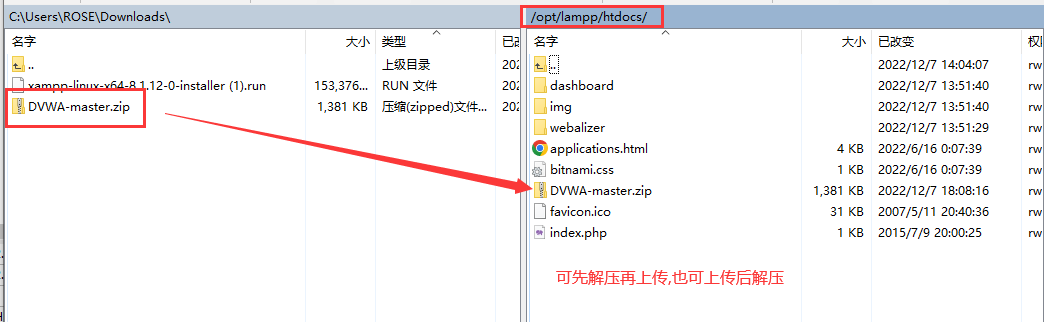 C:\Users\ROSE\Downloads\
名字 大小 类型 已改
.. 上级目录 202
xampp-linux-x64-8.1.12-0-installer (1).run 153,376... RUN 文件 202
DVWA-master.zip 1,381 KB 压缩(zipped)文件... 202
/opt/lampp/htdocs/
名字 大小 已改变 权限
.. 2022/12/7 14:04:07 rw
dashboard 2022/12/7 13:51:40 rw
img 2022/12/7 13:51:40 rw
webalizer 2022/12/7 13:51:29 rw
applications.html 4 KB 2022/6/16 0:07:39 rw
bitnami.css 1 KB 2022/6/16 0:07:39 rw
DVWA-master.zip 1,381 KB 2022/12/7 18:08:16 rw
favicon.ico 31 KB 2007/5/11 20:40:36 rw
index.php 1 KB 2015/7/9 20:00:25 rw
可先解压再上传,也可上传后解压